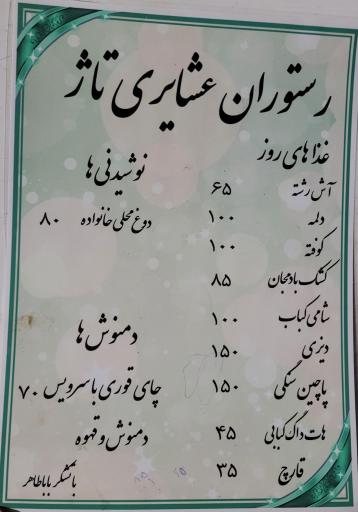 رستوران عشایری تاژ
غذاهای روز
آش رشته ۶۵
دلمه ۱۰۰
کوفته ۱۰۰
کشک بادمجان ۸۵
شامی کباب ۱۰۰
دیزی ۱۵۰
پاچین سنگی ۱۵۰
هات داگ کبابی ۴۵
قارچ ۳۵
نوشیدنی ها
دوغ محلی خانواده ۸۰
دمنوش ها
چای قوری با سرویس ۷۰
دمنوش و قهوه
با تشکر باباطاهر